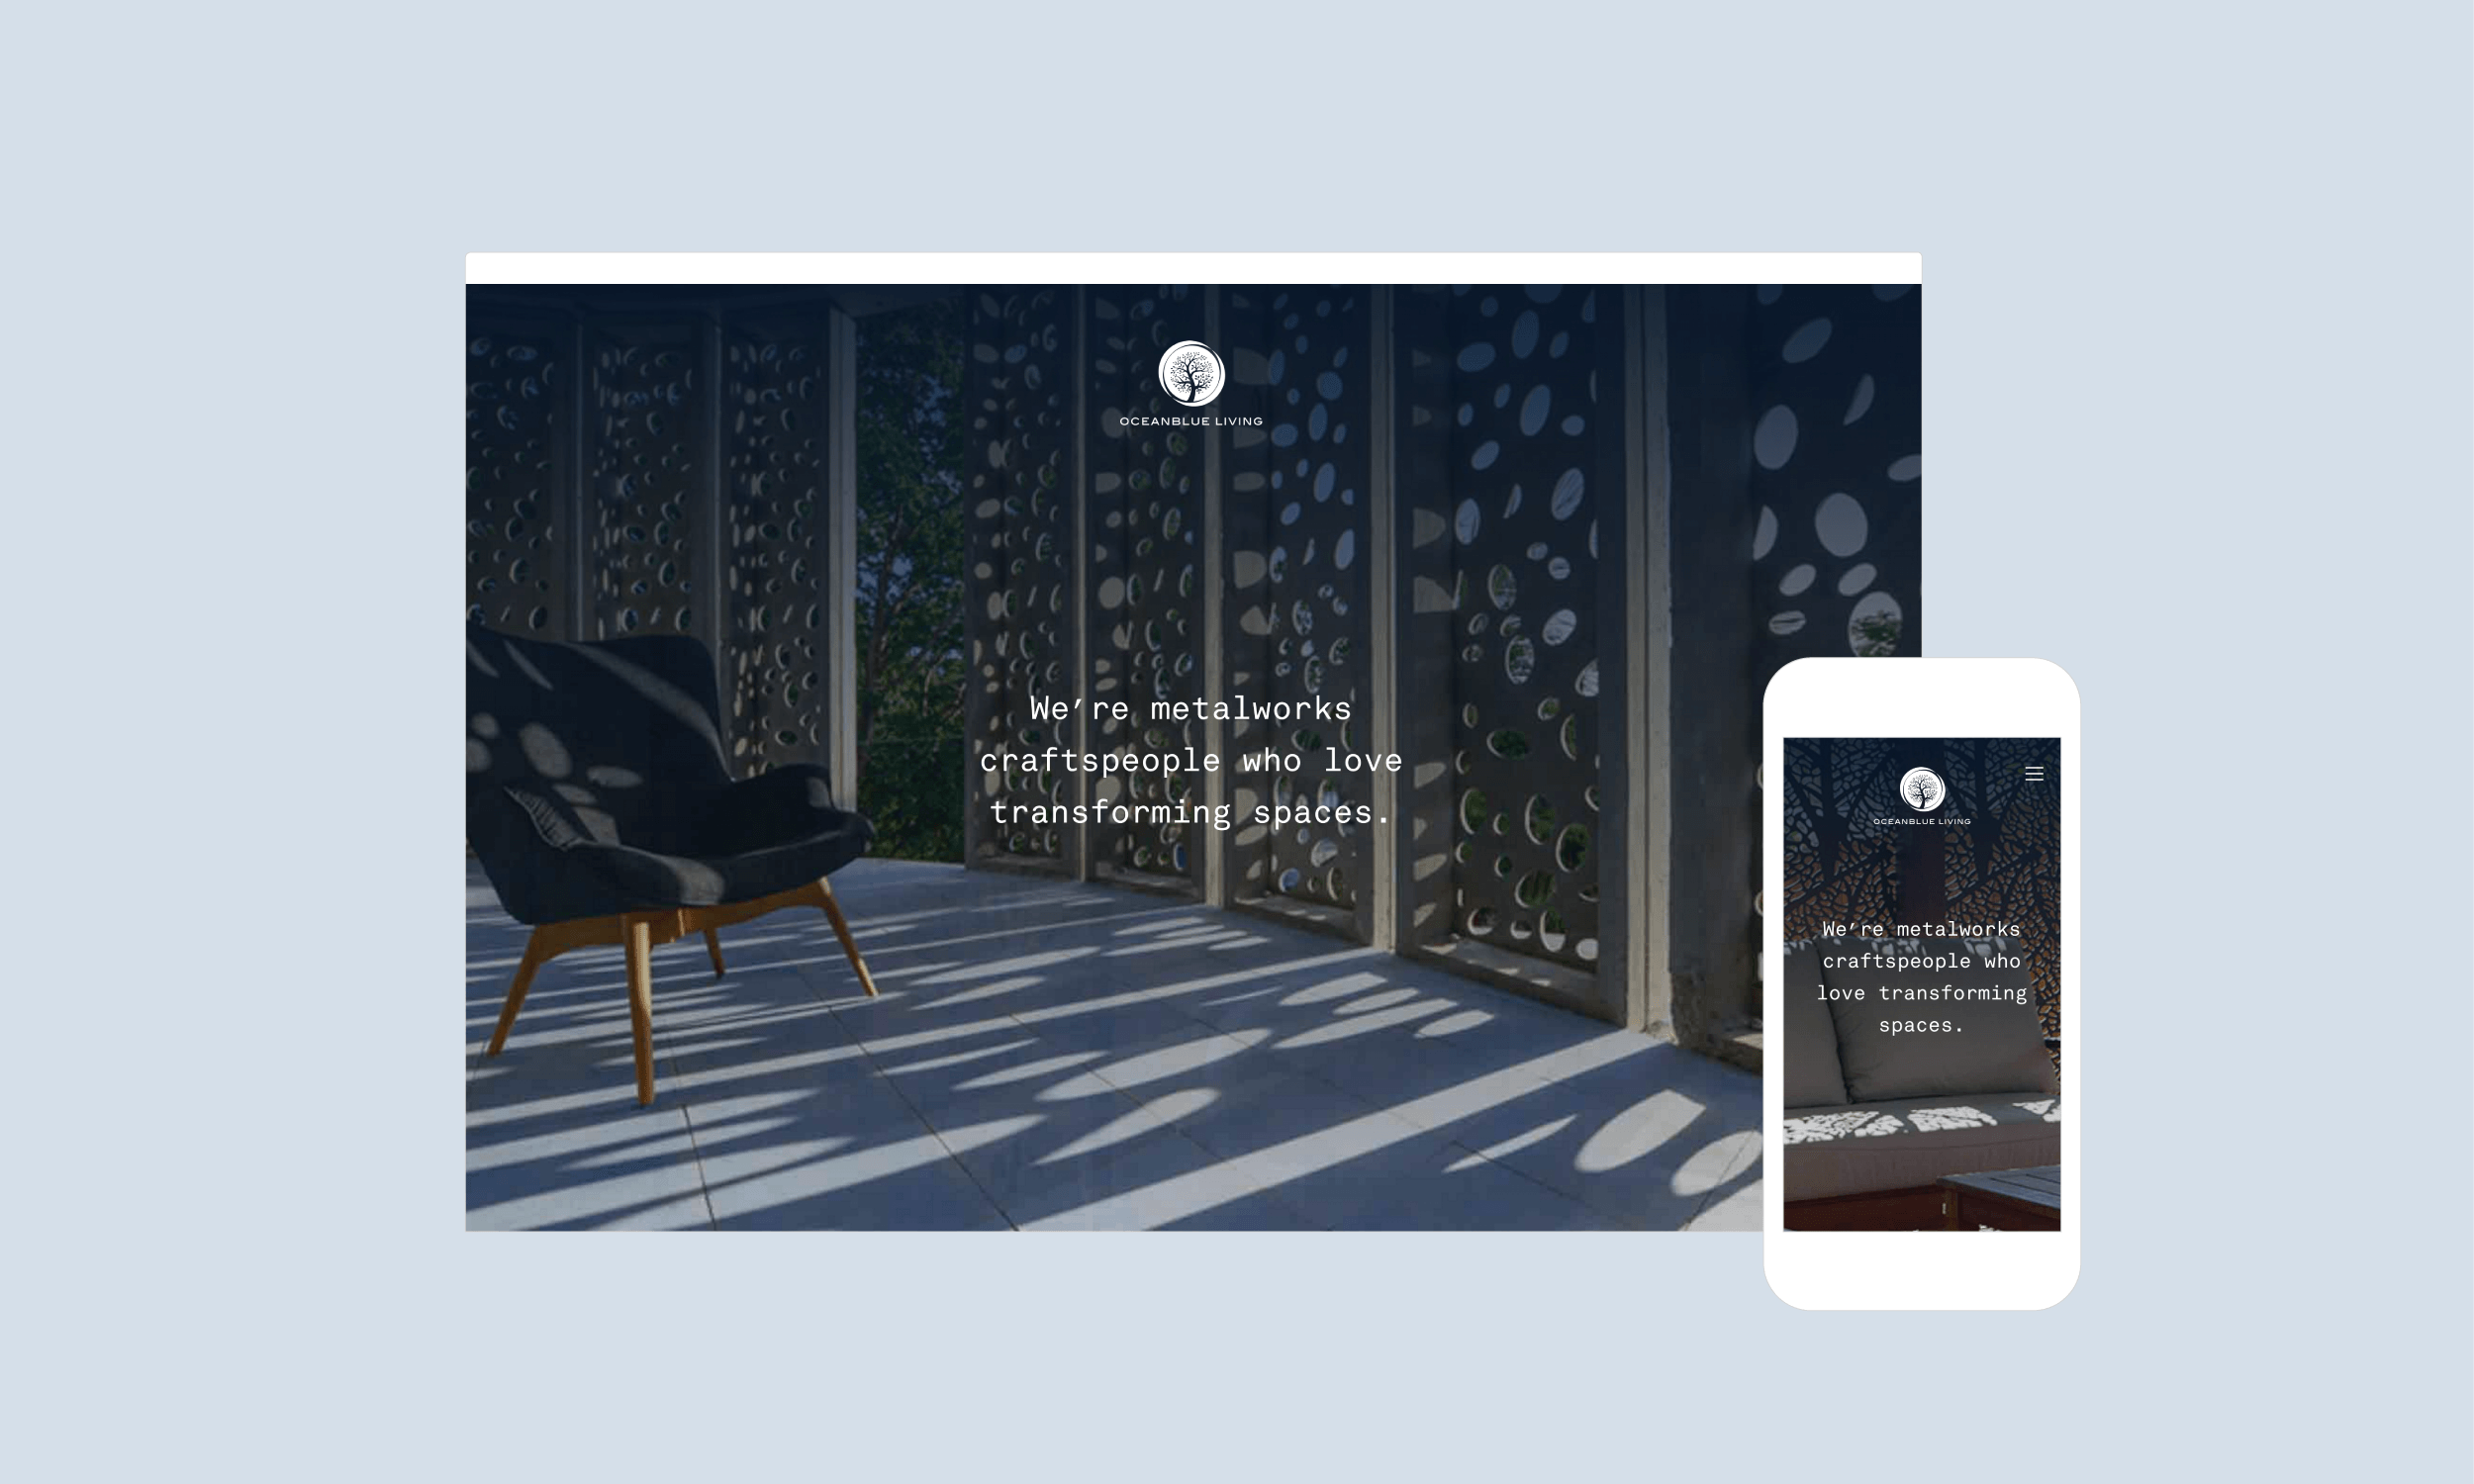 OCEANBLUE LIVING
We're metalworks
craftspeople who love
transforming spaces.
OCEANBLUE LIVING
We're metalworks
craftspeople who
love transforming
spaces.